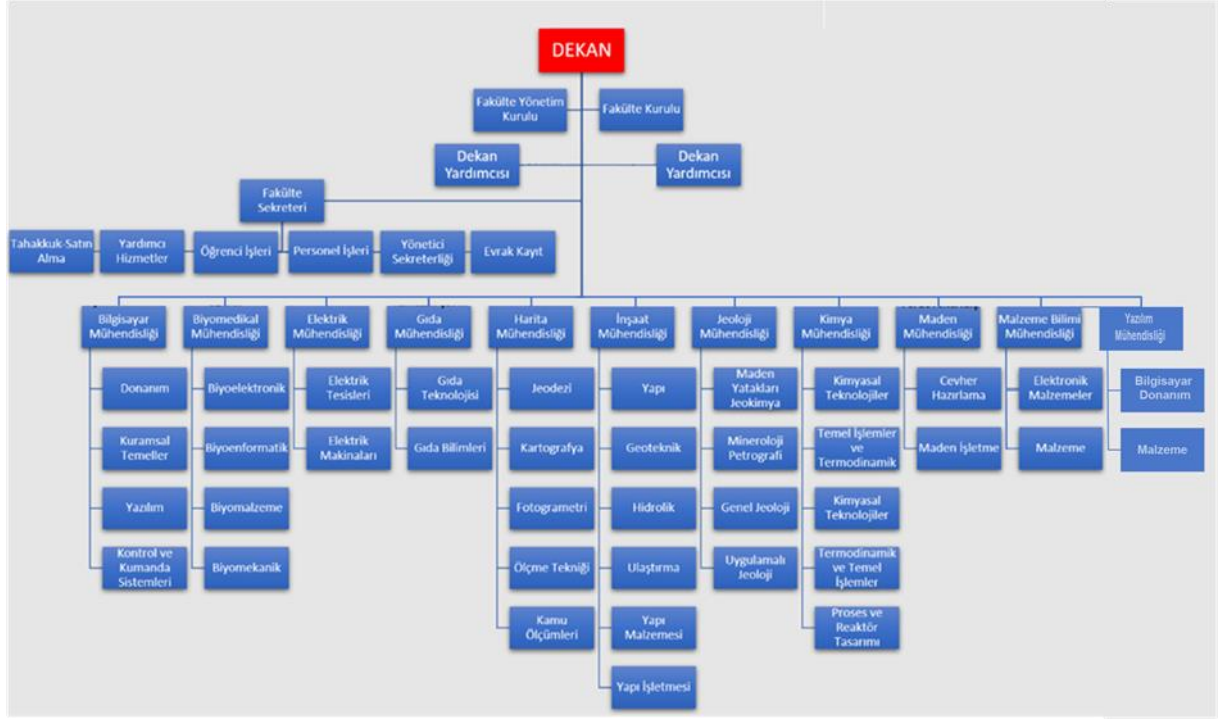 DEKAN
Fakülte Yönetim
Kurulu
Fakülte Kurulu
Dekan
Yardımcısı
Dekan
Yardımcısı
Fakülte
Sekreteri
Tahakkuk-Satın
Alma
Yardımcı
Hizmetler
Öğrenci İşleri
Personel İşleri
Yönetici
Sekreterliği
Evrak Kayıt
Bilgisayar
Mühendisliği
Donanım
Kuramsal
Temeller
Yazılım
Kontrol ve
Kumanda
Sistemleri
Biyomedikal
Mühendisliği
Biyoelektronik
Biyoenformatik
Biyomalzeme
Biyomekanik
Elektrik
Mühendisliği
Elektrik
Tesisleri
Elektrik
Makinaları
Gıda
Mühendisliği
Gıda
Teknolojisi
Gıda Bilimleri
Harita
Mühendisliği
Jeodezi
Kartografya
Fotogrametri
Ölçme Tekniği
Kamu
Ölçümleri
İnşaat
Mühendisliği
Yapı
Geoteknik
Hidrolik
Ulaştırma
Yapı
Malzemesi
Yapı İşletmesi
Jeoloji
Mühendisliği
Maden
Yatakları
Jeokimya
Mineroloji
Petrografi
Genel Jeoloji
Uygulamalı
Jeoloji
Kimya
Mühendisliği
Kimyasal
Teknolojiler
Temel İşlemler
ve
Termodinamik
Kimyasal
Teknolojiler
Termodinamik
ve Temel
İşlemler
Proses ve
Reaktör
Tasarımı
Maden
Mühendisliği
Cevher
Hazırlama
Maden İşletme
Malzeme Bilimi
Mühendisliği
Elektronik
Malzemeler
Malzeme
Yazılım
Mühendisliği
Bilgisayar
Donanım
Malzeme